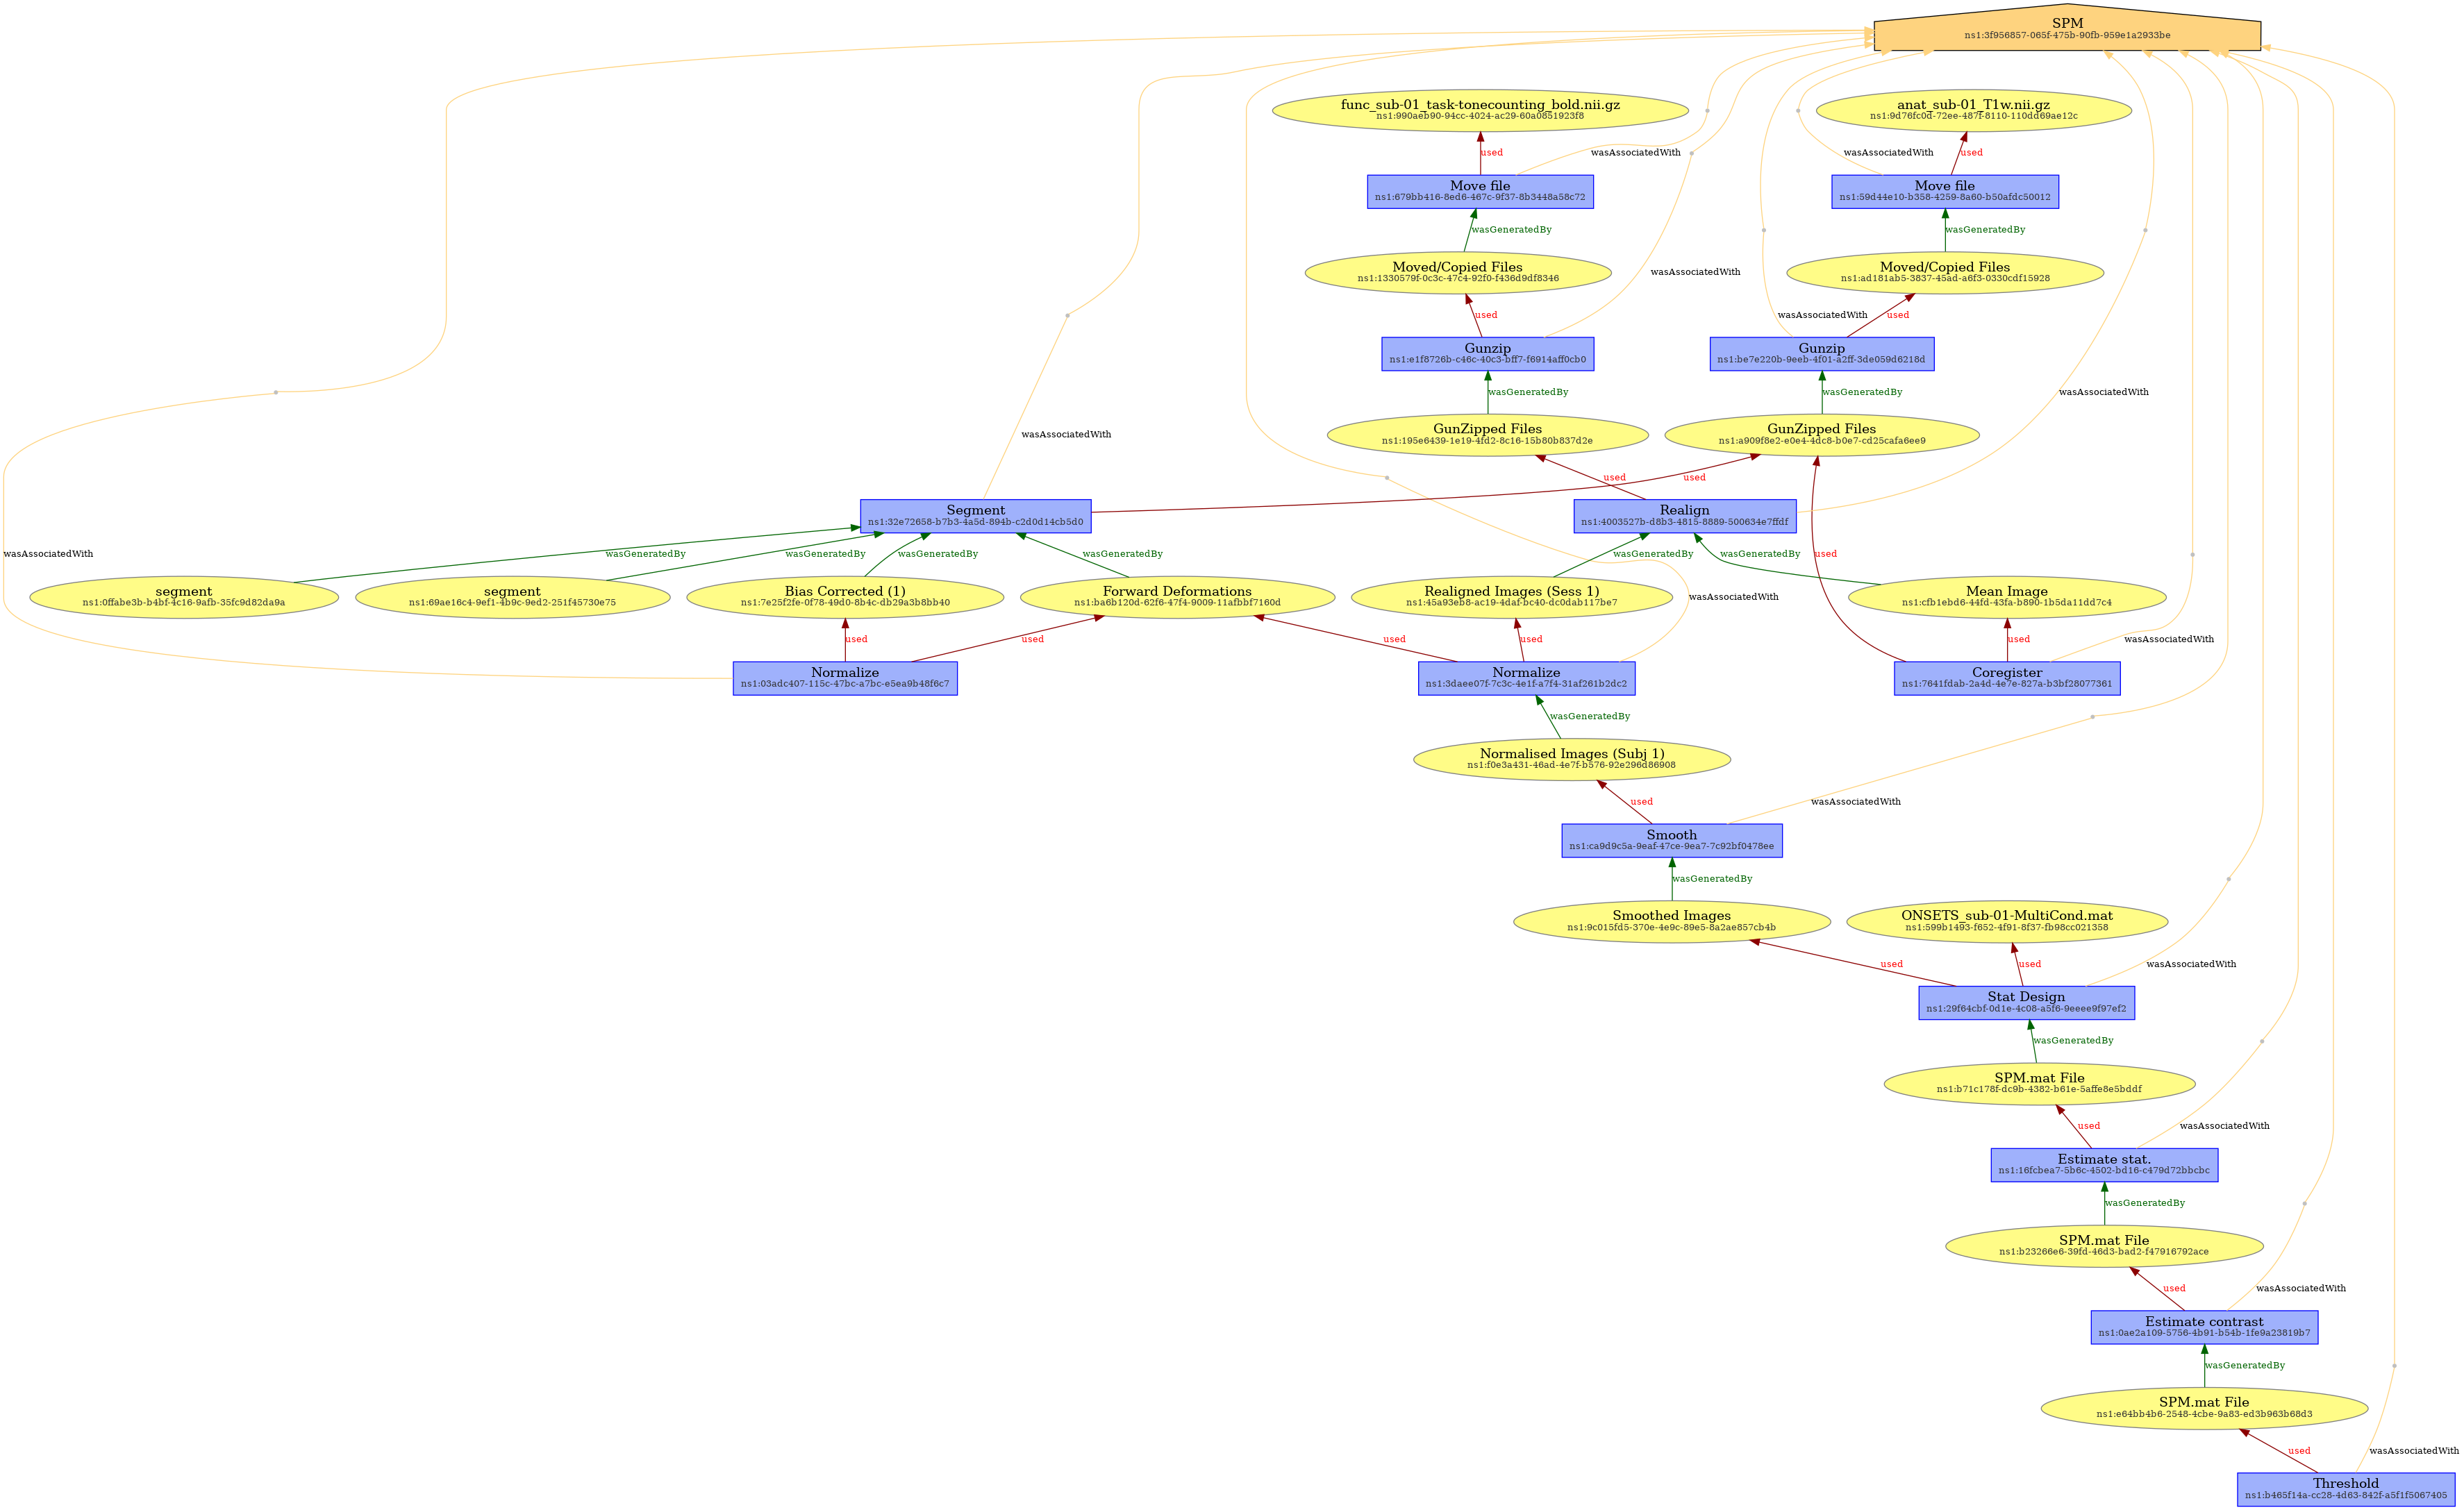 SPM
ns1:3f956857-065f-475b-90fb-959e1a2933be
func_sub-01_task-tonecounting_bold.nii.gz
ns1:990aeb90-94cc-4024-ac29-60a0851923f8
anat_sub-01_T1w.nii.gz
ns1:9d76fc0d-72ee-487f-8110-110dd69ae12c
used
wasAssociatedWith
wasAssociatedWith
used
Move file
ns1:679bb416-8ed6-467c-9f37-8b3448a58c72
Move file
ns1:59d44e10-b358-4259-8a60-b50afdc50012
wasGeneratedBy
wasGeneratedBy
Moved/Copied Files
ns1:1330579f-0c3c-47c4-92f0-f436d9df8346
Moved/Copied Files
ns1:ad181ab5-3837-45ad-a6f3-0330cdf15928
wasAssociatedWith
used
wasAssociatedWith
used
Gunzip
ns1:e1f8726b-c46c-40c3-bff7-f6914aff0cb0
Gunzip
ns1:be7e220b-9eeb-4f01-a2ff-3de059d6218d
wasGeneratedBy
wasGeneratedBy
wasAssociatedWith
GunZipped Files
ns1:195e6439-1e19-4fd2-8c16-15b80b837d2e
GunZipped Files
ns1:a909f8e2-e0e4-4dc8-b0e7-cd25cafa6ee9
wasAssociatedWith
used
used
Segment
ns1:32e72658-b7b3-4a5d-894b-c2d0d14cb5d0
Realign
ns1:4003527b-d8b3-4815-8889-500634e7ffdf
wasAssociatedWith
wasGeneratedBy
wasGeneratedBy
wasGeneratedBy
wasGeneratedBy
wasGeneratedBy
wasGeneratedBy
used
segment
ns1:0ffabe3b-b4bf-4c16-9afb-35fc9d82da9a
segment
ns1:69ae16c4-9ef1-4b9c-9ed2-251f45730e75
Bias Corrected (1)
ns1:7e25f2fe-0f78-49d0-8b4c-db29a3b8bb40
Forward Deformations
ns1:ba6b120d-62f6-47f4-9009-11afbbf7160d
Realigned Images (Sess 1)
ns1:45a93eb8-ac19-4daf-bc40-dc0dab117be7
Mean Image
ns1:cfb1ebd6-44fd-43fa-b890-1b5da11dd7c4
wasAssociatedWith
used
used
used
used
used
wasAssociatedWith
Normalize
ns1:03adc407-115c-47bc-a7bc-e5ea9b48f6c7
Normalize
ns1:3daee07f-7c3c-4e1f-a7f4-31af261b2dc2
Coregister
ns1:7641fdab-2a4d-4e7e-827a-b3bf28077361
wasGeneratedBy
Normalised Images (Subj 1)
ns1:f0e3a431-46ad-4e7f-b576-92e296d86908
used
wasAssociatedWith
Smooth
ns1:ca9d9c5a-9eaf-47ce-9ea7-7c92bf0478ee
wasGeneratedBy
Smoothed Images
ns1:9c015fd5-370e-4e9c-89e5-8a2ae857cb4b
ONSETS_sub-01-MultiCond.mat
ns1:599b1493-f652-4f91-8f37-fb98cc021358
used
used
wasAssociatedWith
Stat Design
ns1:29f64cbf-0d1e-4c08-a5f6-9eeee9f97ef2
wasGeneratedBy
SPM.mat File
ns1:b71c178f-dc9b-4382-b61e-5affe8e5bddf
used
wasAssociatedWith
Estimate stat.
ns1:16fcbea7-5b6c-4502-bd16-c479d72bbcbc
wasGeneratedBy
SPM.mat File
ns1:b23266e6-39fd-46d3-bad2-f47916792ace
used
wasAssociatedWith
Estimate contrast
ns1:0ae2a109-5756-4b91-b54b-1fe9a23819b7
wasGeneratedBy
SPM.mat File
ns1:e64bb4b6-2548-4cbe-9a83-ed3b963b68d3
used
wasAssociatedWith
Threshold
ns1:b465f14a-cc28-4d63-842f-a5f1f5067405